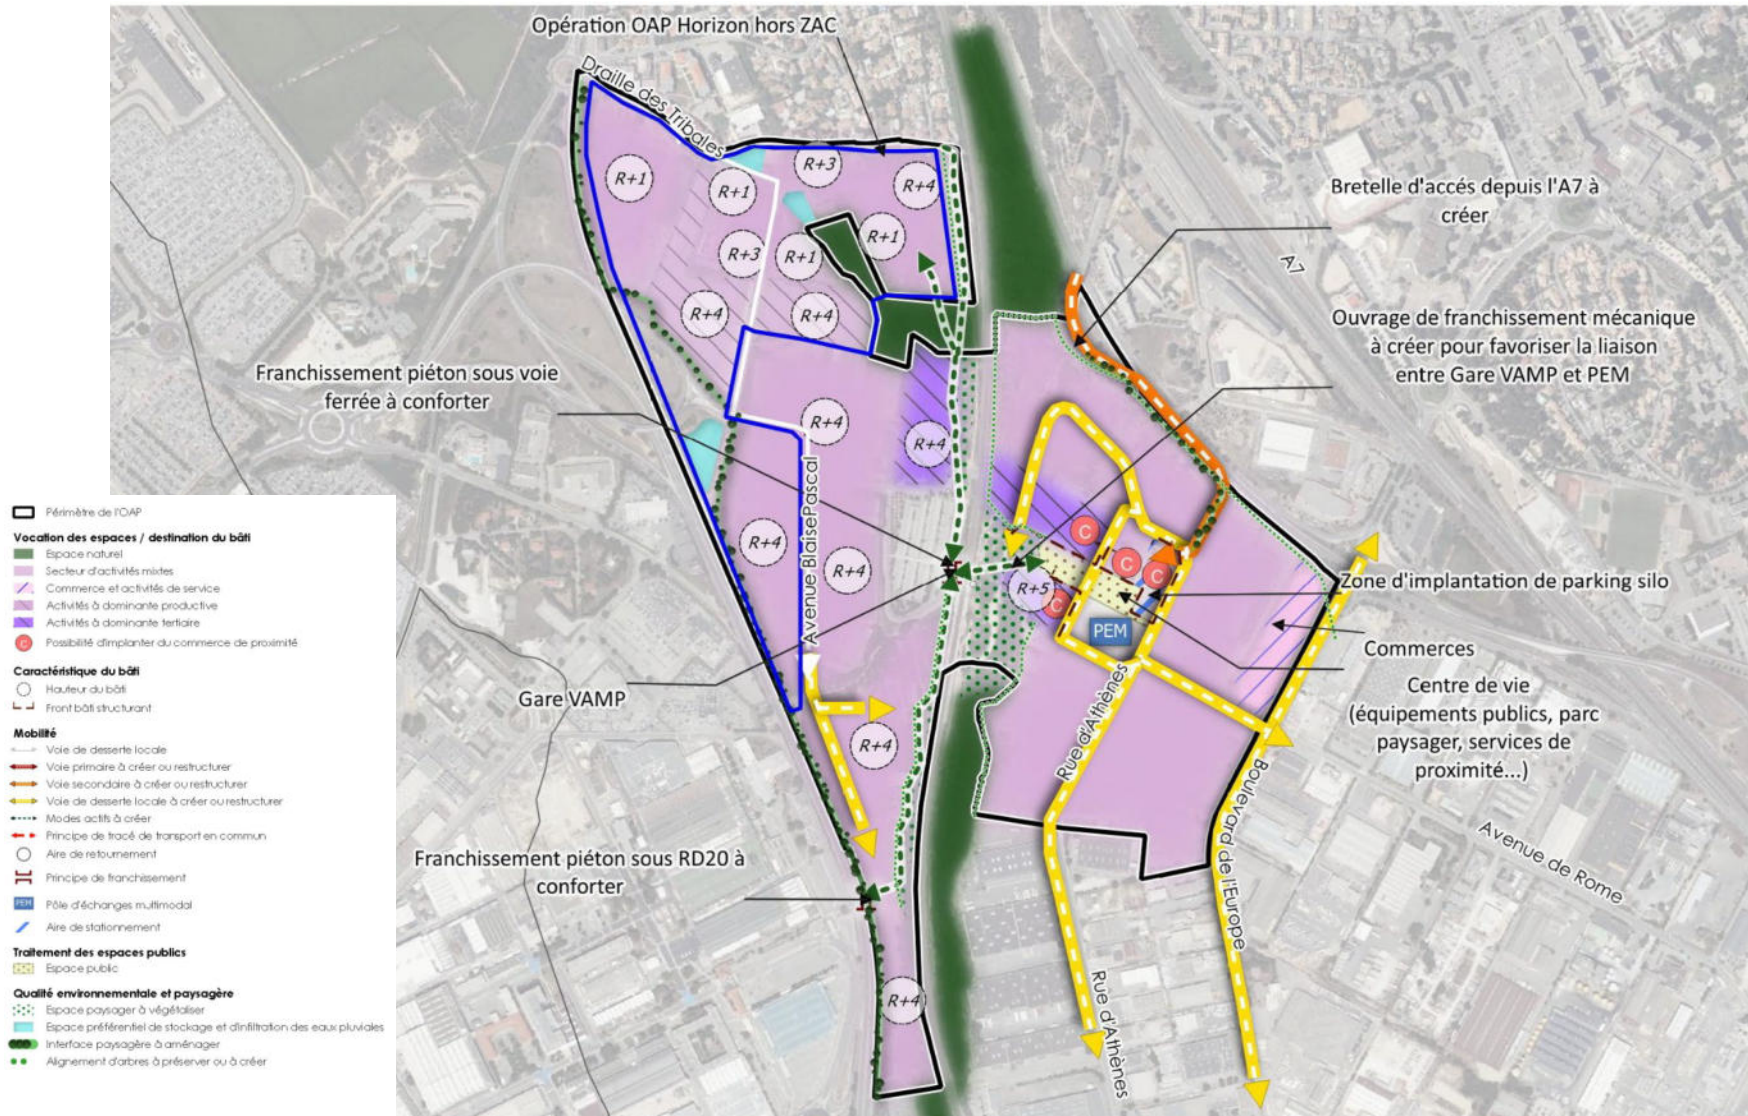 Opération OAP Horizon hors ZAC
Draille des Tribales
R+1
R+1
R+3
R+4
R+1
R+3
R+1
R+4
R+4
Bretelle d'accés depuis l'A7 à
créer
A7
Ouvrage de franchissement mécanique
à créer pour favoriser la liaison
entre Gare VAMP et PEM
Franchissement piéton sous voie
ferrée à conforter
R+4
R+4
Avenue BlaisePascal
R+4
R+4
C
C
C
C
R+5
PEM
Zone d'implantation de parking silo
Commerces
Centre de vie
(équipements publics, parc
paysager, services de
proximité...)
Gare VAMP
R+4
Rue d'Athènes
Boulevard de l'Europe
Avenue de Rome
Franchissement piéton sous RD20 à
conforter
R+4
Rue d'Athènes
Périmètre de l'OAP
Vocation des espaces / destination du bâti
Espace naturel
Secteur d'activités mixtes
Commerce et activités de service
Activités à dominante productive
Activités à dominante tertiaire
C Possibilité d'implanter du commerce de proximité
Caractéristique du bâti
Hauteur du bâti
Front bâti structurant
Mobilité
Voie de desserte locale
Voie primaire à créer ou restructurer
Voie secondaire à créer ou restructurer
Voie de desserte locale à créer ou restructurer
Modes actifs à créer
Principe de tracé de transport en commun
Aire de retournement
Principe de franchissement
PEM Pôle d'échanges multimodal
Aire de stationnement
Traitement des espaces publics
Espace public
Qualité environnementale et paysagère
Espace paysager à végétaliser
Espace préférentiel de stockage et d'infiltration des eaux pluviales
Interface paysagère à aménager
Alignement d'arbres à préserver ou à créer